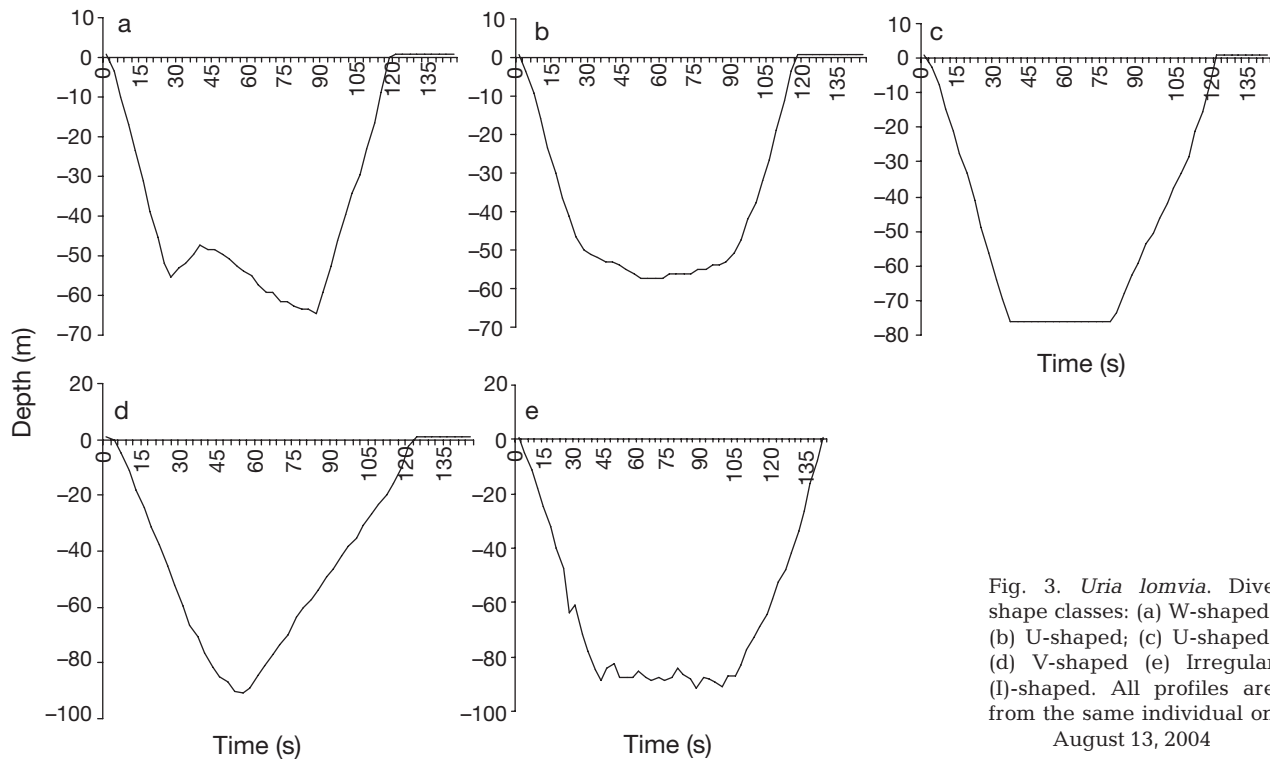 a
10
0
–10
–20
–30
–40
–50
–60
–70
0 15 30 45 60 75 90 105 120 135
b
10
0
–10
–20
–30
–40
–50
–60
–70
0 15 30 45 60 75 90 105 120 135
c
10
0
–10
–20
–30
–40
–50
–60
–70
–80
0 15 30 45 60 75 90 105 120 135
Time (s)
Depth (m)
d
20
0
–20
–40
–60
–80
–100
0 15 30 45 60 75 90 105 120 135
Time (s)
e
20
0
–20
–40
–60
–80
–100
0 15 30 45 60 75 90 105 120 135
Time (s)
Fig. 3. Uria lomvia. Dive
shape classes: (a) W-shaped
(b) U-shaped; (c) U-shaped
(d) V-shaped (e) Irregular
(I)-shaped. All profiles are
from the same individual on
August 13, 2004